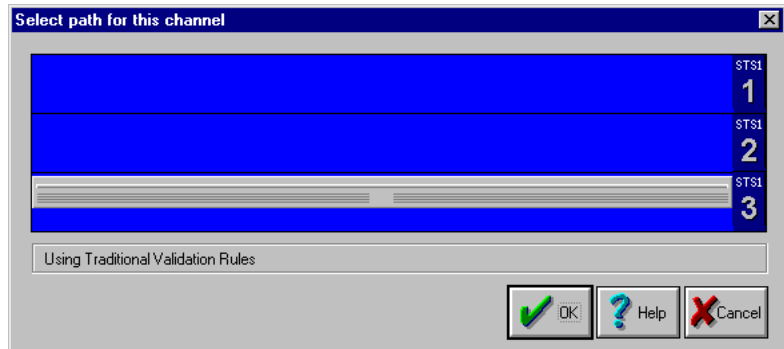 Select path for this channel
STS1
1
STS1
2
STS1
3
Using Traditional Validation Rules
OK
Help
Cancel